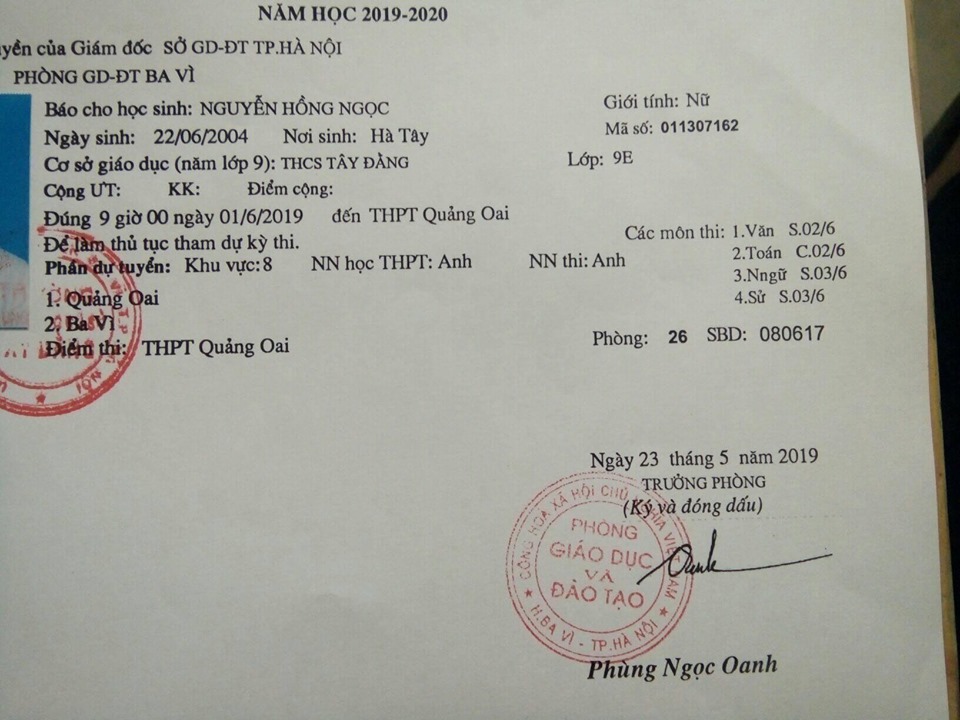 NĂM HỌC 2019-2020
yền của Giám đốc SỞ GD-ĐT TP.HÀ NỘI
PHÒNG GD-ĐT BA VÌ
Báo cho học sinh: NGUYỄN HỒNG NGỌC Giới tính: Nữ
Ngày sinh: 22/06/2004 Nơi sinh: Hà Tây Mã số: 011307162
Cơ sở giáo dục (năm lớp 9): THCS TÂY ĐẰNG Lớp: 9E
Cộng ƯT: KK: Điểm cộng:
Đúng 9 giờ 00 ngày 01/6/2019 đến THPT Quảng Oai
Để làm thủ tục tham dự kỳ thi.
Các môn thi: 1.Văn S.02/6
2.Toán C.02/6
3.Nngữ S.03/6
4.Sử S.03/6
Phần dự tuyển: Khu vực:8 NN học THPT: Anh NN thi: Anh
1. Quảng Oai
2. Ba Vì
Điểm thi: THPT Quảng Oai
Phòng: 26 SBD: 080617
Ngày 23 tháng 5 năm 2019
TRƯỞNG PHÒNG
(Ký và đóng dấu)
CỘNG HOÀ XÃ HỘI CHỦ NGHĨA VIỆT NAM
PHÒNG
GIÁO DỤC
VÀ
ĐÀO TẠO
H.BA VÌ - TP.HÀ NỘI
Oanh
Phùng Ngọc Oanh